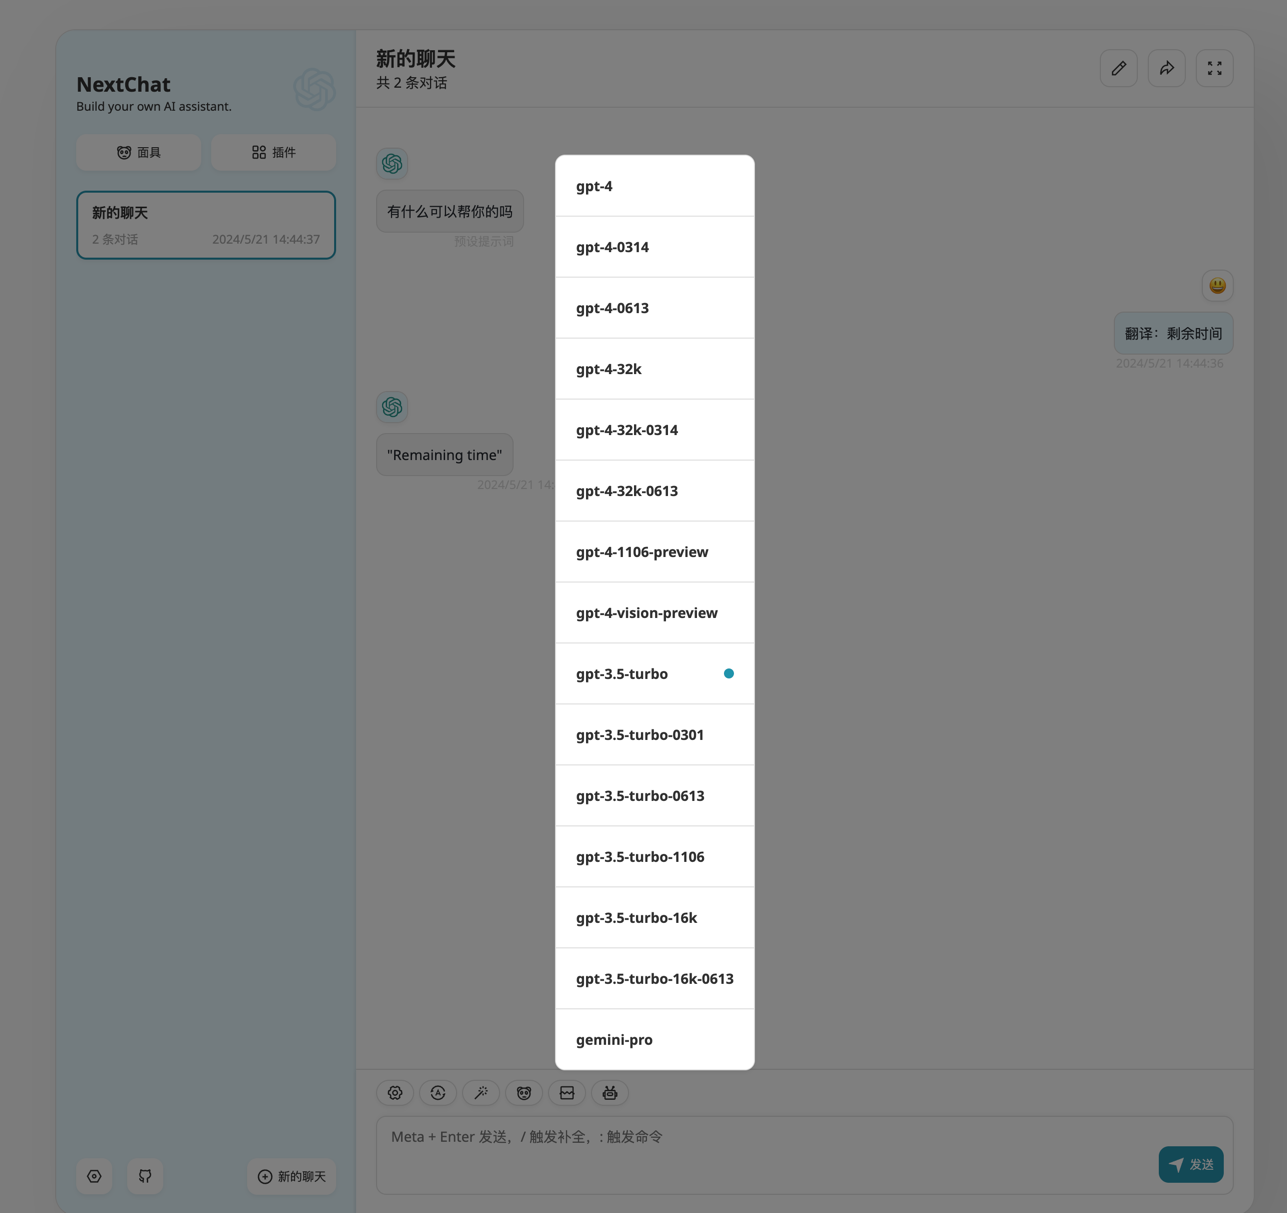 NextChat
Build your own AI assistant.
面具
插件
新的聊天
2 条对话
2024/5/21 14:44:37
新的聊天
共 2 条对话
有什么可以帮你的吗
预设提示词
翻译：剩余时间
2024/5/21 14:44:36
"Remaining time"
2024/5/21 14:
gpt-4
gpt-4-0314
gpt-4-0613
gpt-4-32k
gpt-4-32k-0314
gpt-4-32k-0613
gpt-4-1106-preview
gpt-4-vision-preview
gpt-3.5-turbo
gpt-3.5-turbo-0301
gpt-3.5-turbo-0613
gpt-3.5-turbo-1106
gpt-3.5-turbo-16k
gpt-3.5-turbo-16k-0613
gemini-pro
Meta + Enter 发送，/ 触发补全，: 触发命令
发送
新的聊天